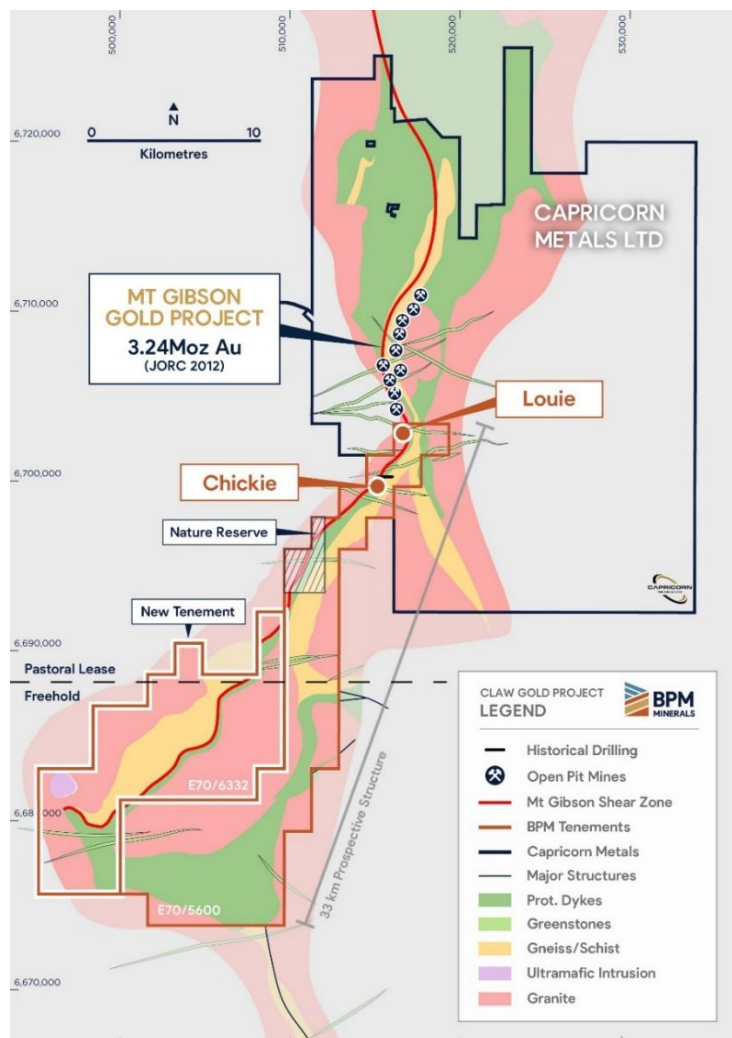 500,000
510,000
520,000
530,000
6,720,000
0 10
N
Kilometres
CAPRICORN
METALS LTD
6,710,000
MT GIBSON
GOLD PROJECT
3.24Moz Au
(JORC 2012)
Louie
6,700,000
Chickie
Nature Reserve
CAPRICORN
New Tenement
6,690,000
Pastoral Lease
Freehold
E70/6332
6,68 ,000
33 km Prospective Structure
E70/5600
6,670,000
CLAW GOLD PROJECT
LEGEND
BPM
MINERALS
Historical Drilling
Open Pit Mines
Mt Gibson Shear Zone
BPM Tenements
Capricorn Metals
Major Structures
Prot. Dykes
Greenstones
Gneiss/Schist
Ultramafic Intrusion
Granite